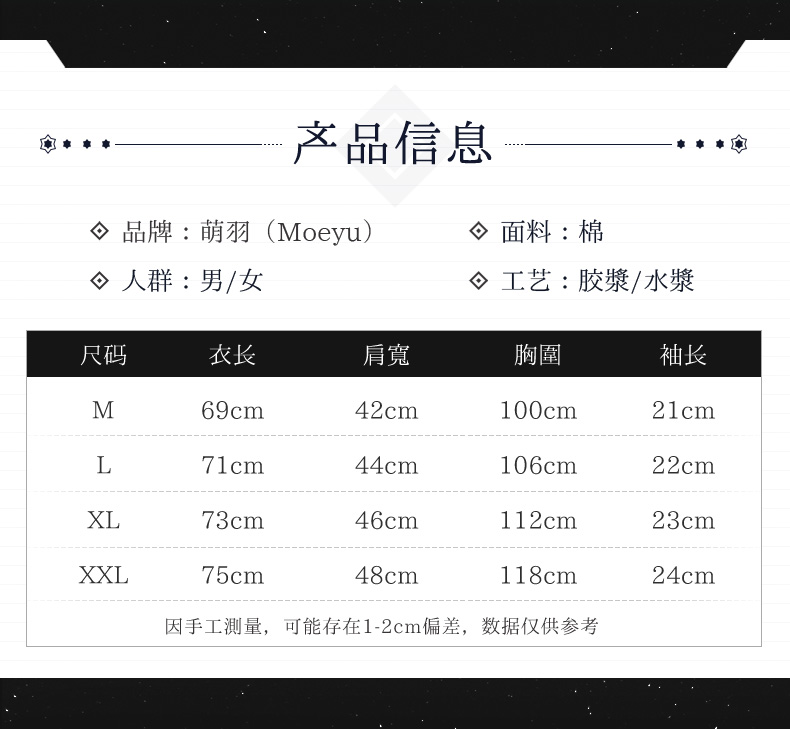 产品信息
品牌：萌羽（Moeyu） 面料：棉
人群：男/女 工艺：胶漿/水漿
尺码 衣长 肩寬 胸圍 袖长
M 69cm 42cm 100cm 21cm
L 71cm 44cm 106cm 22cm
XL 73cm 46cm 112cm 23cm
XXL 75cm 48cm 118cm 24cm
因手工測量，可能存在1-2cm偏差，数据仅供参考